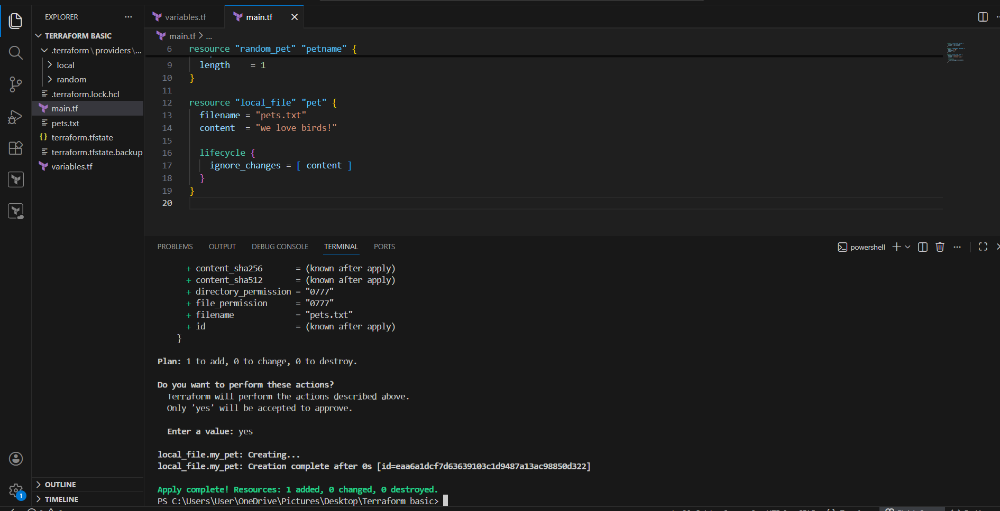 EXPLORER
TERRAFORM BASIC
.terraform\providers\...
local
random
.terraform.lock.hcl
main.tf
pets.txt
{} terraform.tfstate
terraform.tfstate.backup
variables.tf
OUTLINE
TIMELINE
1
variables.tf
main.tf
main.tf > ...
6 resource "random_pet" "petname" {
9 length = 1
10 }
11
12 resource "local_file" "pet" {
13 filename = "pets.txt"
14 content = "we love birds!"
15
16 lifecycle {
17 ignore_changes = [ content ]
18 }
19 }
20
PROBLEMS OUTPUT DEBUG CONSOLE TERMINAL PORTS
powershell
+ content_sha256 = (known after apply)
+ content_sha512 = (known after apply)
+ directory_permission = "0777"
+ file_permission = "0777"
+ filename = "pets.txt"
+ id = (known after apply)
}
Plan: 1 to add, 0 to change, 0 to destroy.
Do you want to perform these actions?
Terraform will perform the actions described above.
Only 'yes' will be accepted to approve.
Enter a value: yes
local_file.my_pet: Creating...
local_file.my_pet: Creation complete after 0s [id=eaa6a1dcf7d63639103c1d9487a13ac98850d322]
Apply complete! Resources: 1 added, 0 changed, 0 destroyed.
PS C:\Users\User\OneDrive\Pictures\Desktop\Terraform basic>